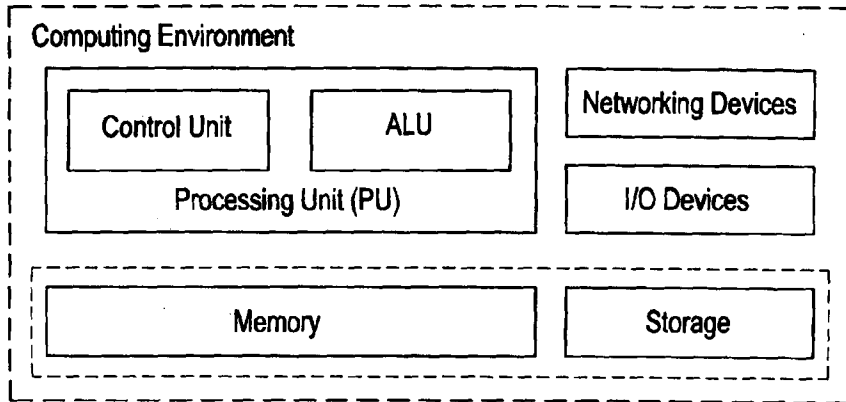 Computing Environment
Control Unit
ALU
Processing Unit (PU)
Networking Devices
I/O Devices
Memory
Storage